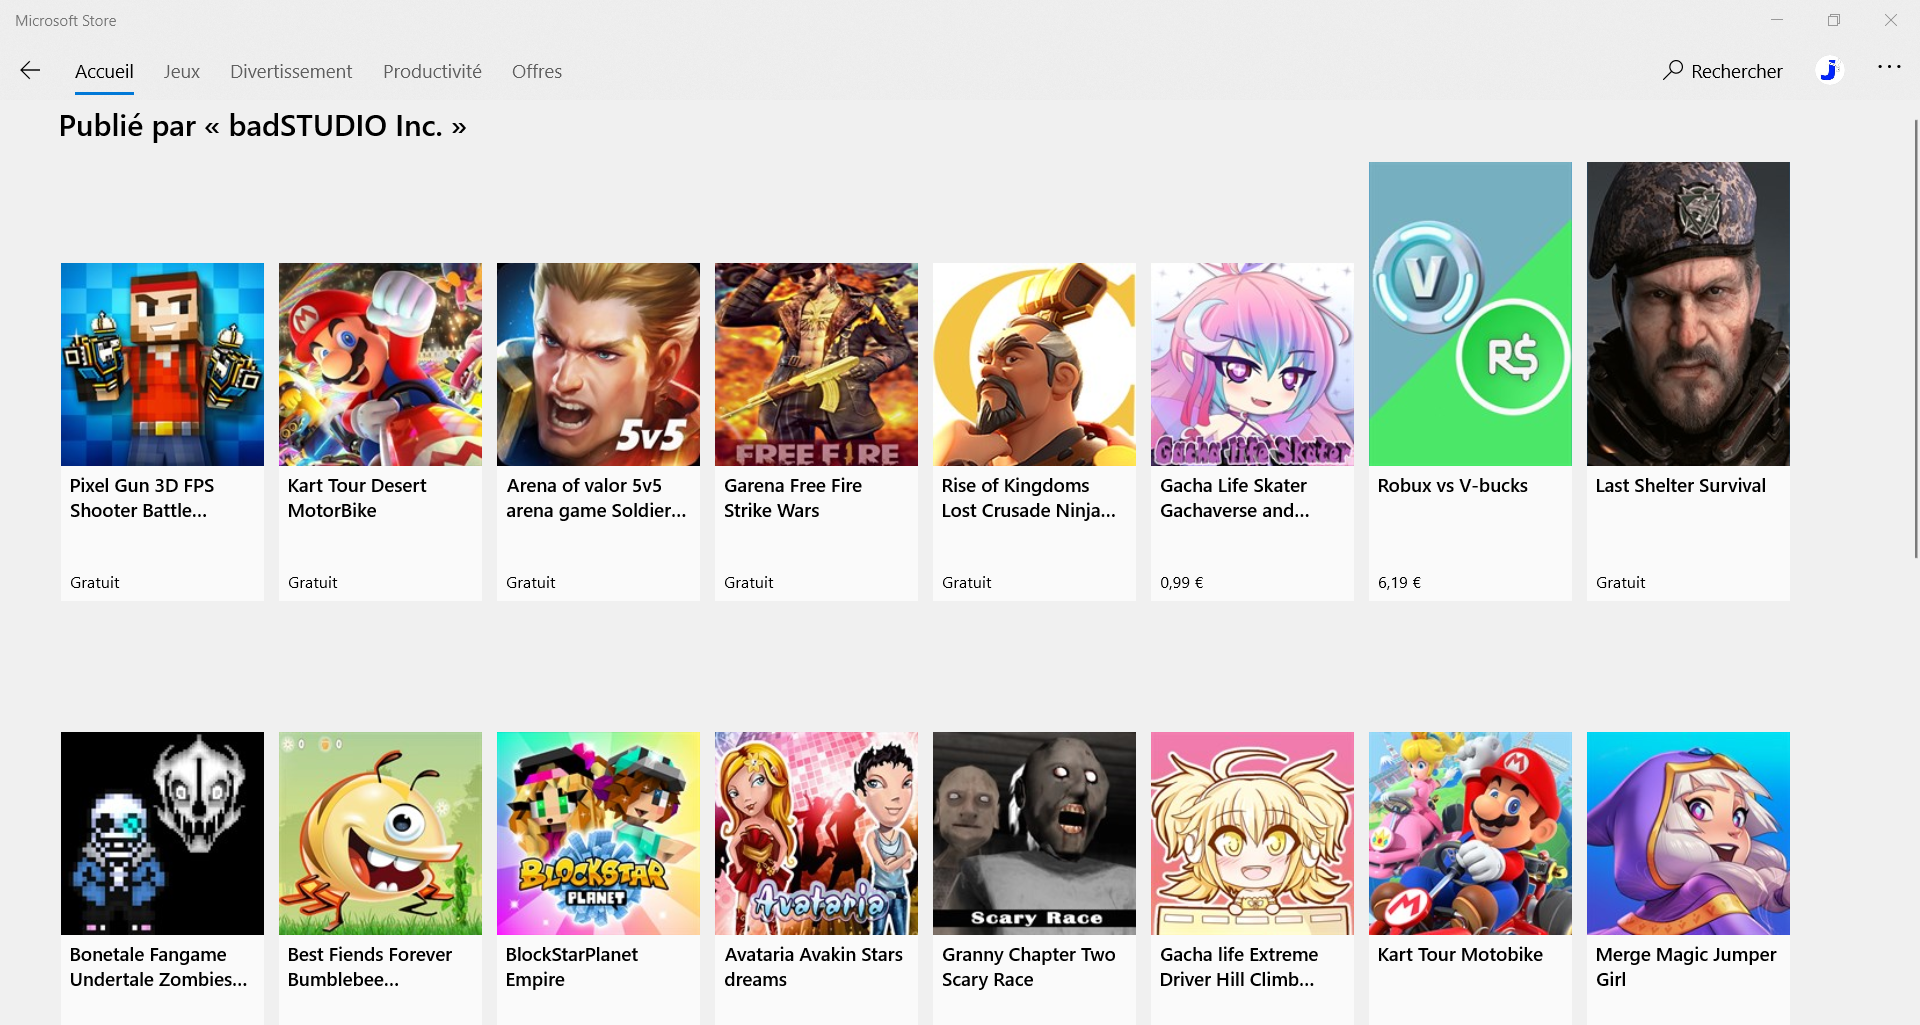 Microsoft Store
Accueil Jeux Divertissement Productivité Offres Rechercher
Publié par « badSTUDIO Inc. »
5v5
FREE FIRE
Gacha life Skater
V
R$
Pixel Gun 3D FPS
Shooter Battle...
Gratuit
Kart Tour Desert
MotorBike
Gratuit
Arena of valor 5v5
arena game Soldier...
Gratuit
Garena Free Fire
Strike Wars
Gratuit
Rise of Kingdoms
Lost Crusade Ninja...
Gratuit
Gacha Life Skater
Gachaverse and...
0,99 €
Robux vs V-bucks
6,19 €
Last Shelter Survival
Gratuit
0 0
BLOCKSTAR
PLANET
Avataria
Scary Race
M
M
Bonetale Fangame
Undertale Zombies...
Best Fiends Forever
Bumblebee...
BlockStarPlanet
Empire
Avataria Avakin Stars
dreams
Granny Chapter Two
Scary Race
Gacha life Extreme
Driver Hill Climb...
Kart Tour Motobike
Merge Magic Jumper
Girl